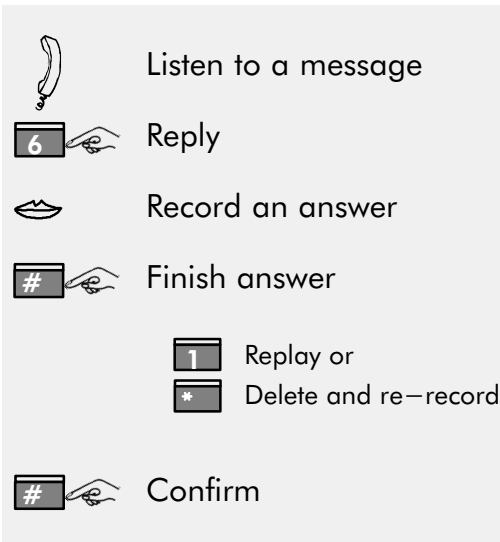 Listen to a message
6 Reply
Record an answer
# Finish answer
1 Replay or
* Delete and re−record
# Confirm